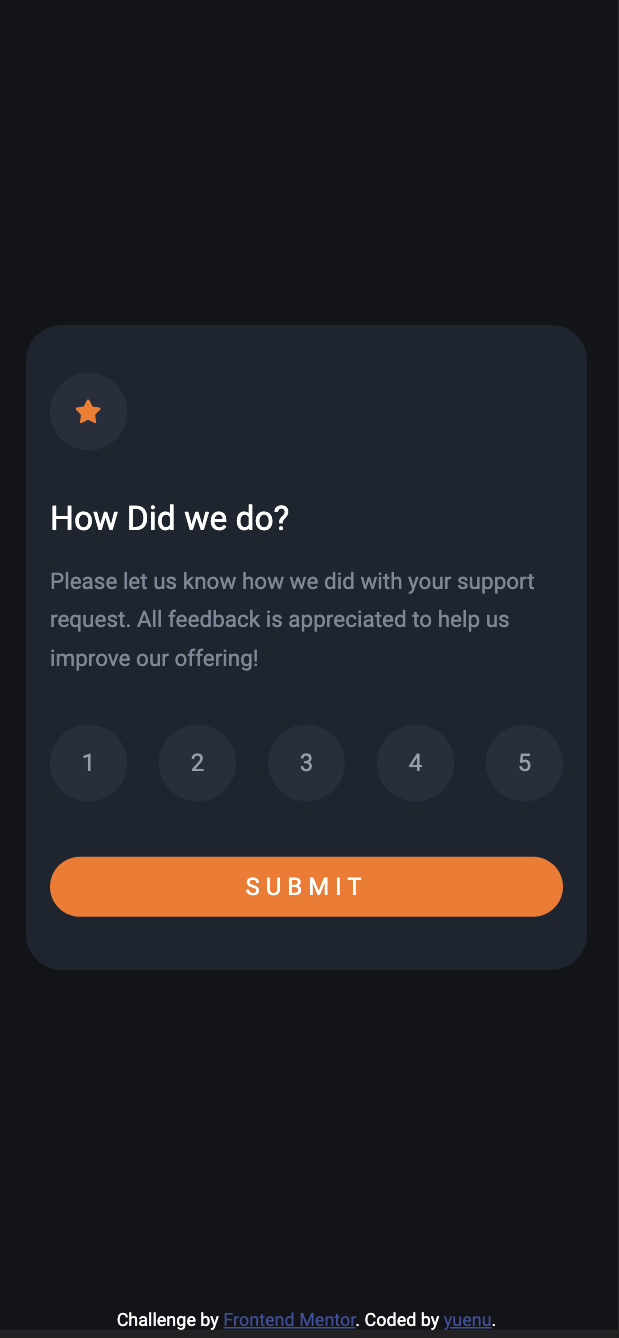 How Did we do?
Please let us know how we did with your support
request. All feedback is appreciated to help us
improve our offering!
1 2 3 4 5
SUBMIT
Challenge by Frontend Mentor. Coded by yuenu.